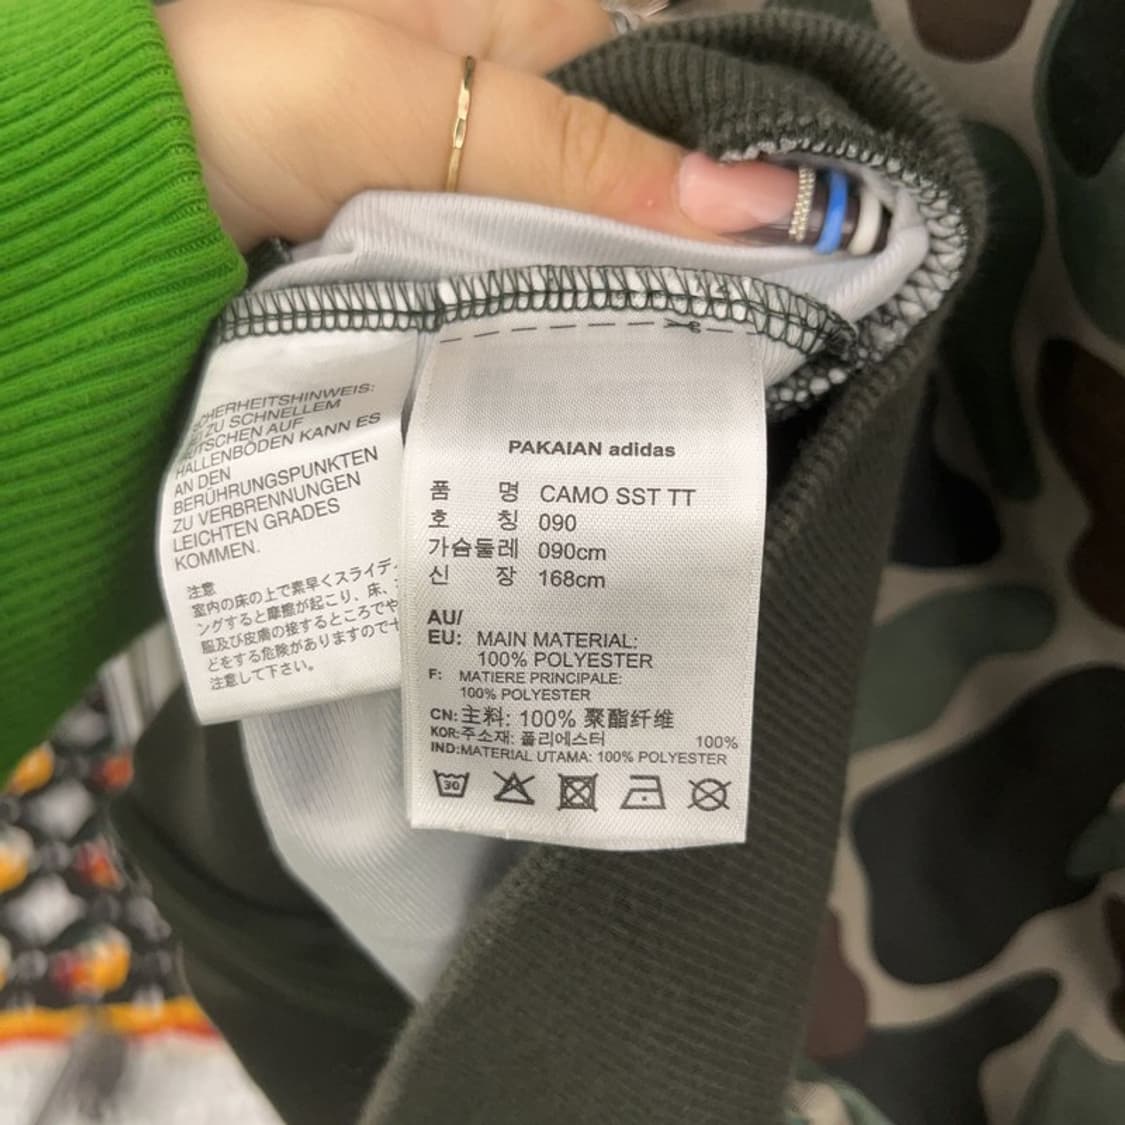 ZU SCHNELLEM
AUF
HALLENBÖDEN KANN ES
AN DEN
BERÜHRUNGSPUNKTEN
ZU VERBRENNUNGEN
LEICHTEN GRADES
KOMMEN.
注意
室内の床の上で素早くスライデ
ングすると摩擦が起こり、床、
服及び皮膚の接するところでや
どをする危険がありますので
注意して下さい。
PAKAIAN adidas
품 명 CAMO SST TT
호 칭 090
가슴둘레 090cm
신 장 168cm
AU/
EU: MAIN MATERIAL:
100% POLYESTER
F: MATIERE PRINCIPALE:
100% POLYESTER
CN:主料: 100% 聚酯纤维
KOR:주소재: 폴리에스터 100%
IND:MATERIAL UTAMA: 100% POLYESTER
30